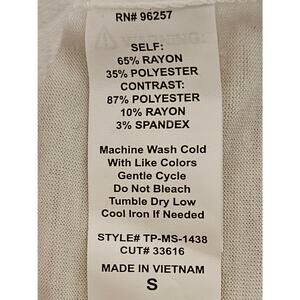 RN# 96257
SELF:
65% RAYON
35% POLYESTER
CONTRAST:
87% POLYESTER
10% RAYON
3% SPANDEX
Machine Wash Cold
With Like Colors
Gentle Cycle
Do Not Bleach
Tumble Dry Low
Cool Iron If Needed
STYLE# TP-MS-1438
CUT# 33616
MADE IN VIETNAM
S